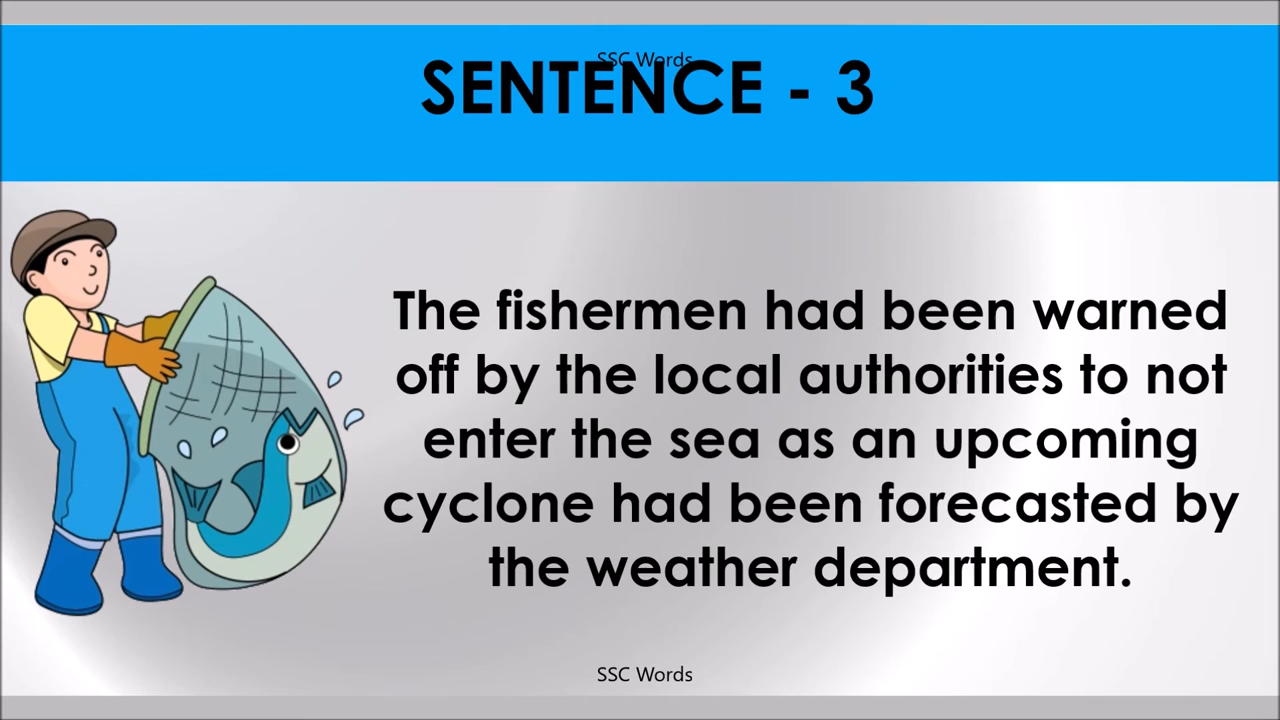 SSC Words
SENTENCE - 3
The fishermen had been warned
off by the local authorities to not
enter the sea as an upcoming
cyclone had been forecasted by
the weather department.
SSC Words